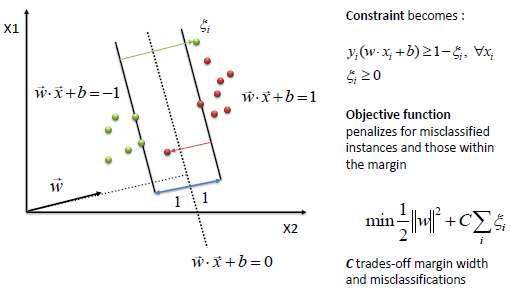 X1
ξᵢ
w⃗·x⃗+b=−1
w⃗·x⃗+b=1
w⃗
1 1
X2
w⃗·x⃗+b=0
Constraint becomes :
yᵢ(w·xᵢ+b)≥1−ξᵢ, ∀xᵢ
ξᵢ≥0
Objective function
penalizes for misclassified
instances and those within
the margin
min 1/2 ‖w‖² + C∑ᵢ ξᵢ
C trades-off margin width
and misclassifications